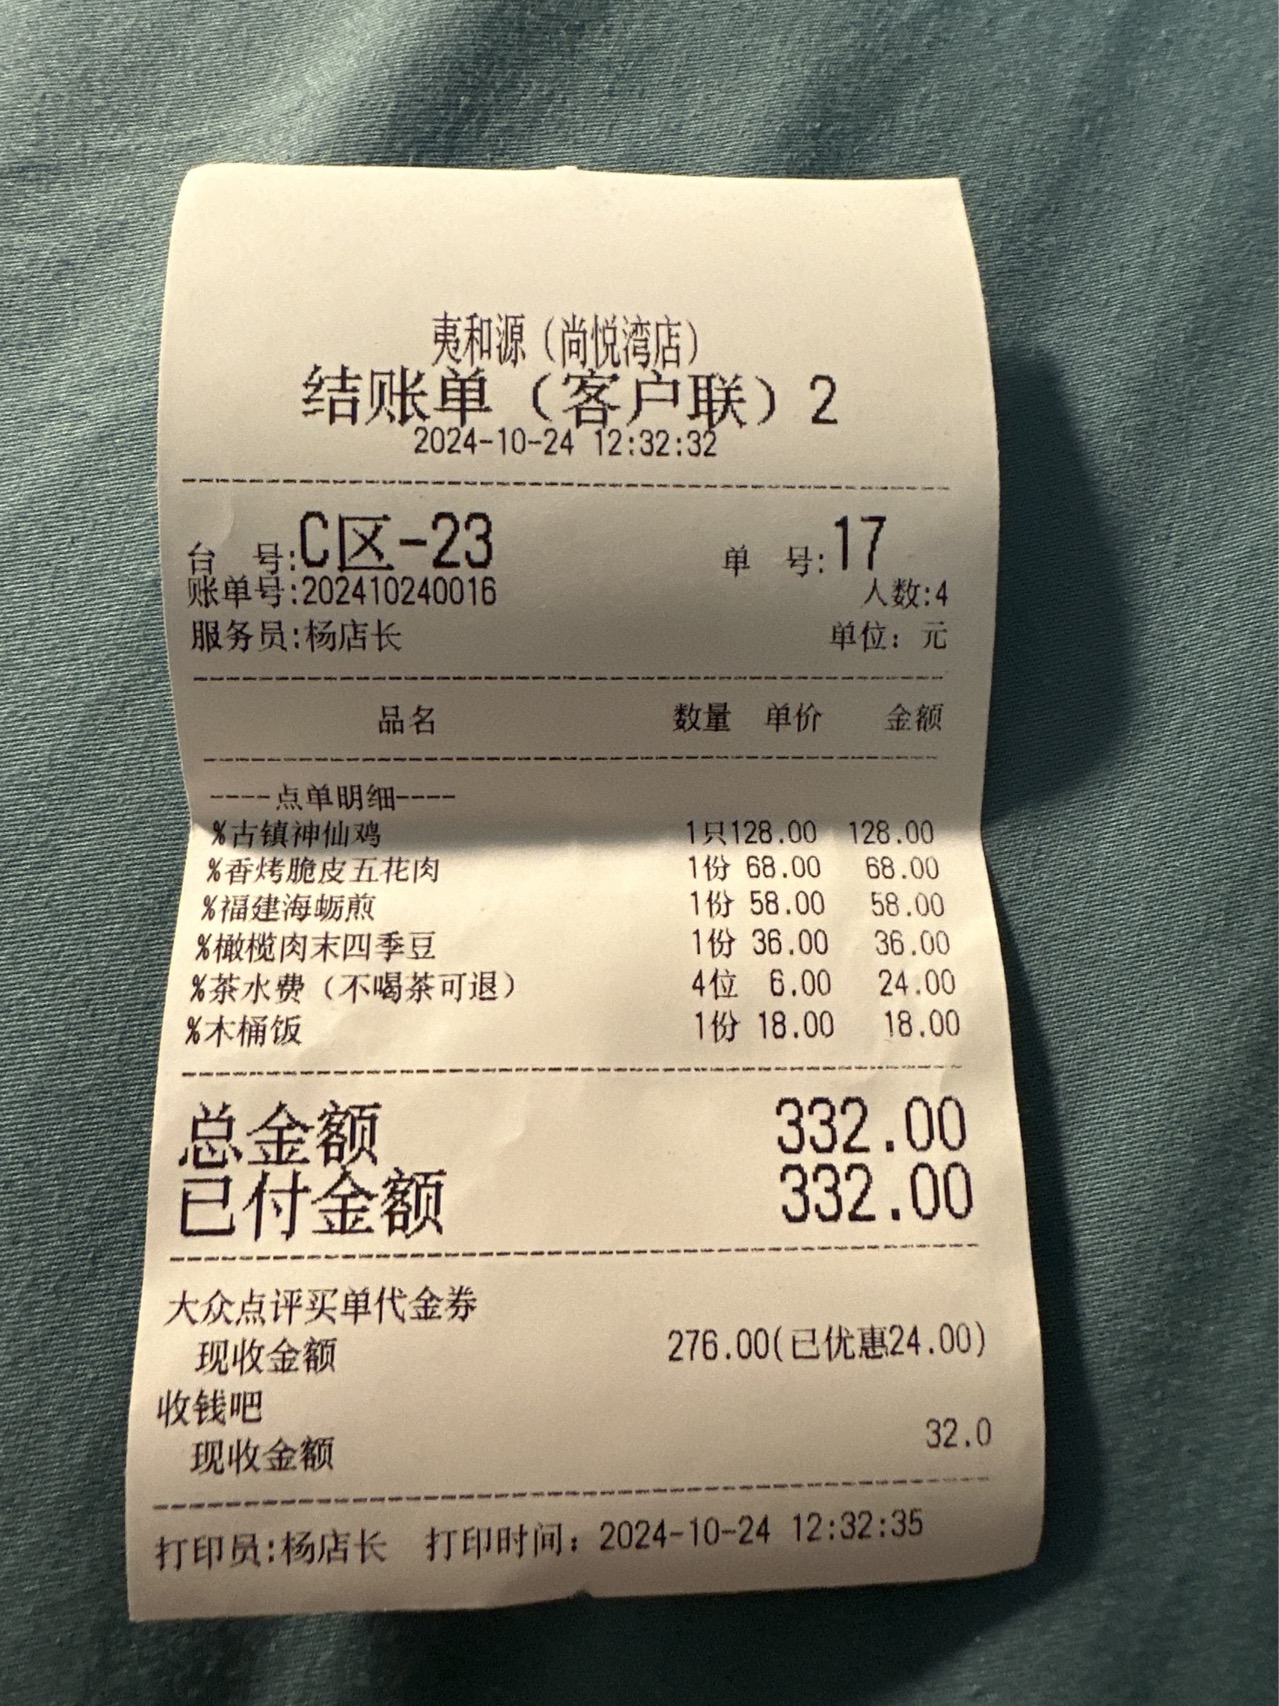 夷和源（尚悦湾店）
结账单（客户联）2
2024-10-24 12:32:32
台 号:C区-23 单 号:17
账单号:202410240016 人数:4
服务员:杨店长 单位：元
品名 数量 单价 金额
----点单明细----
%古镇神仙鸡 1只128.00 128.00
%香烤脆皮五花肉 1份 68.00 68.00
%福建海蛎煎 1份 58.00 58.00
%橄榄肉末四季豆 1份 36.00 36.00
%茶水费（不喝茶可退） 4位 6.00 24.00
%木桶饭 1份 18.00 18.00
总金额 332.00
已付金额 332.00
大众点评买单代金券
现收金额 276.00(已优惠24.00)
收钱吧
现收金额 32.0
打印员:杨店长 打印时间：2024-10-24 12:32:35